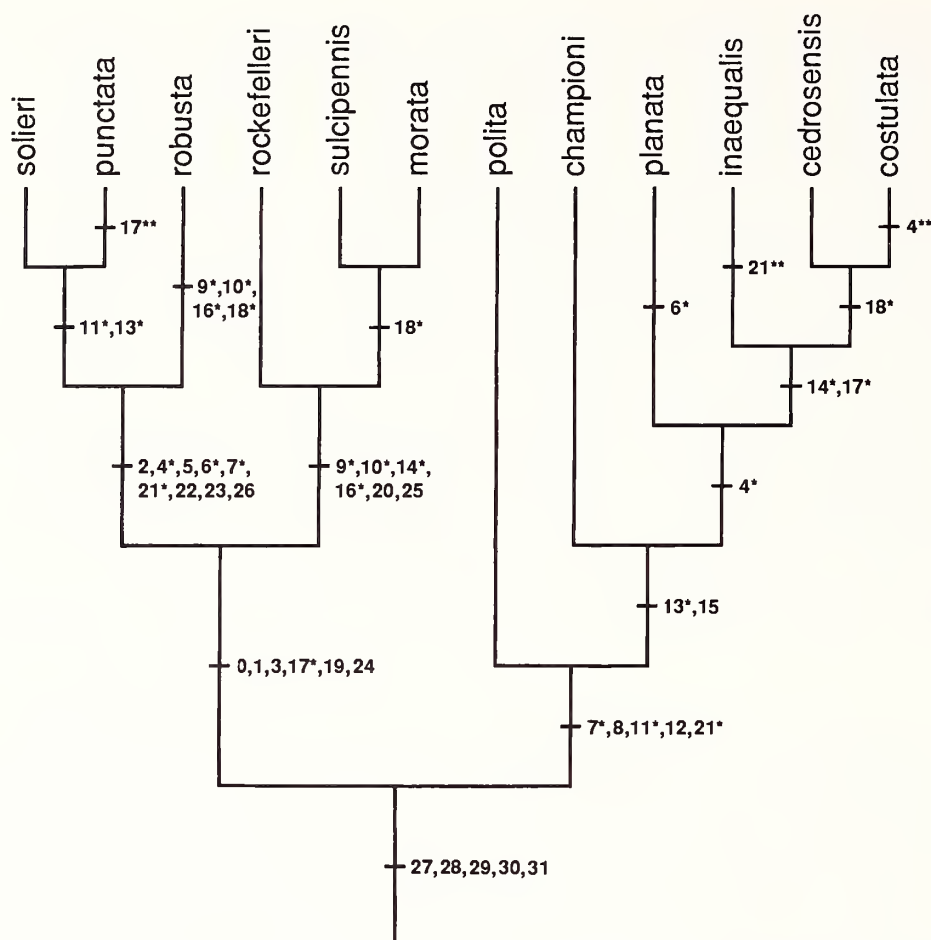 solieri
punctata
robusta
rockefelleri
sulcipennis
morata
polita
championi
planata
inaequalis
cedrosensis
costulata
17**
4**
9*,10*,
16*,18*
21**
11*,13*
18*
6*
18*
14*,17*
2,4*,5,6*,7*,
21*,22,23,26
9*,10*,14*,
16*,20,25
4*
13*,15
0,1,3,17*,19,24
7*,8,11*,12,21*
27,28,29,30,31